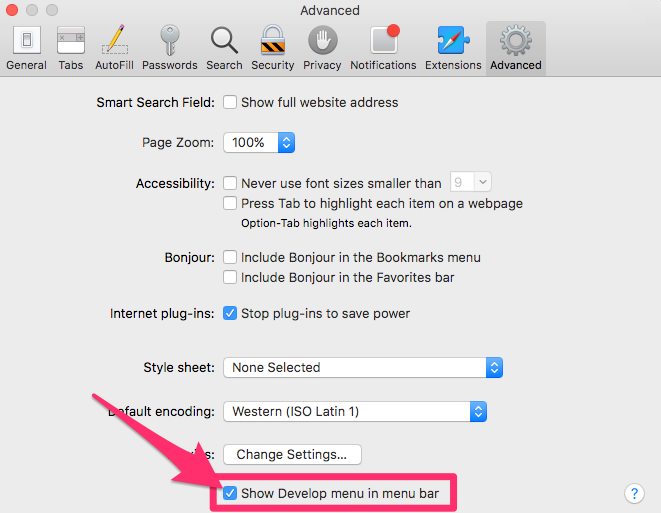 Advanced
General Tabs AutoFill Passwords Search Security Privacy Notifications Extensions Advanced
Smart Search Field: Show full website address
Page Zoom: 100%
Accessibility: Never use font sizes smaller than 9
Press Tab to highlight each item on a webpage
Option-Tab highlights each item.
Bonjour: Include Bonjour in the Bookmarks menu
Include Bonjour in the Favorites bar
Internet plug-ins: Stop plug-ins to save power
Style sheet: None Selected
Default encoding: Western (ISO Latin 1)
Change Settings...
Show Develop menu in menu bar ?